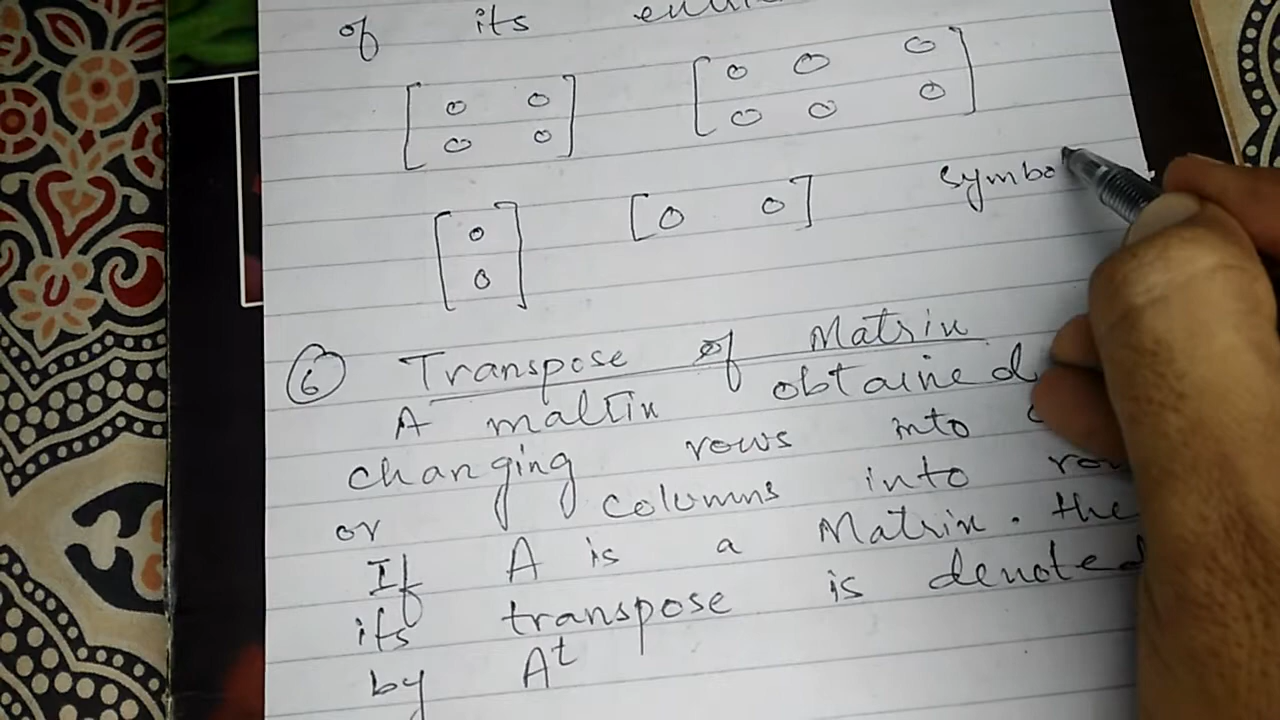 of its
[ 0 0 ] [ 0 0 0 ]
[ 0 0 ] [ 0 0 0 ]
symbo
[ 0 ] [ 0 0 ]
[ 0 ]
6 Transpose of Matrix
A matrix obtained
changing rows into
or columns into
If A is a Matrix. the
its transpose is denoted
by A^t